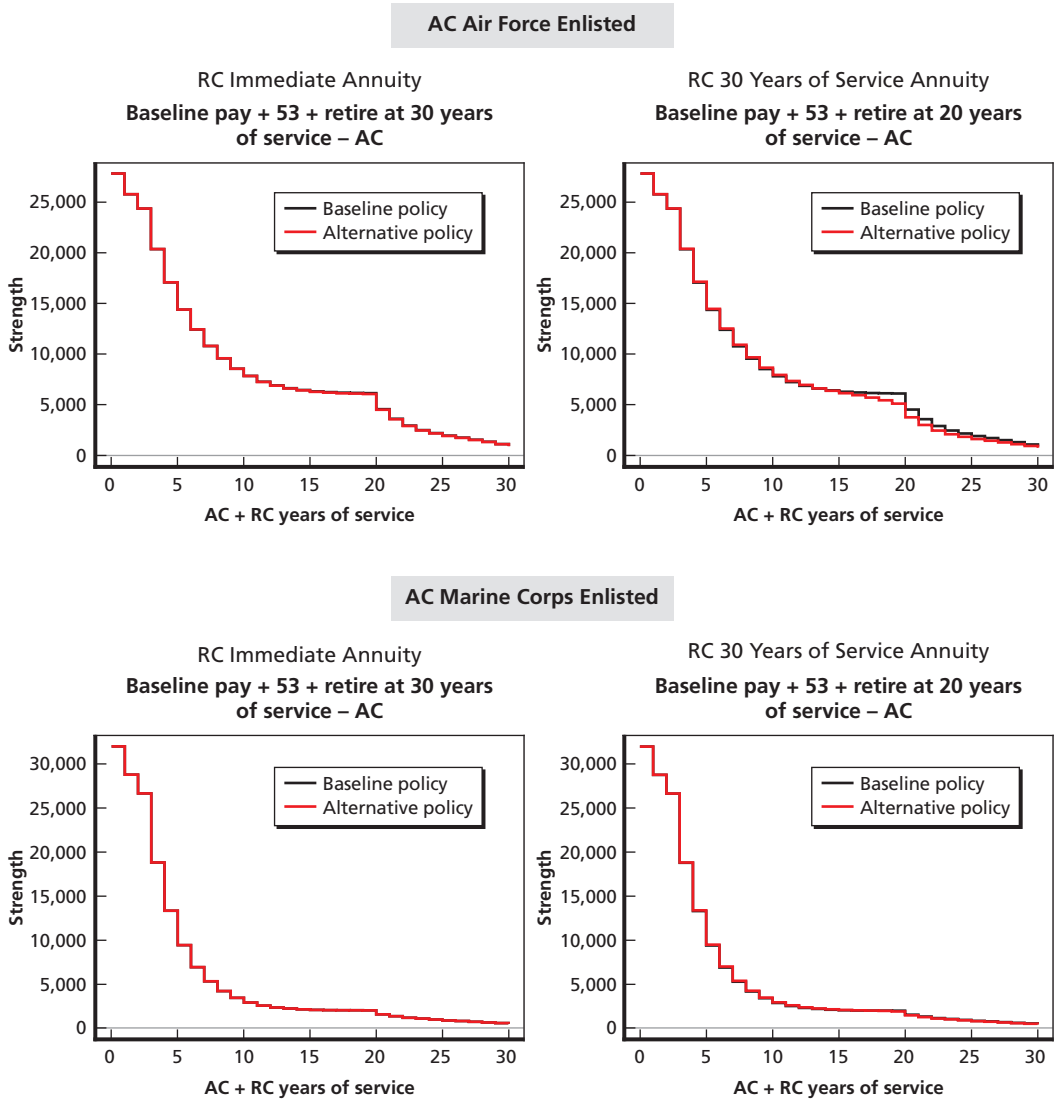 AC Air Force Enlisted
RC Immediate Annuity
Baseline pay + 53 + retire at 30 years
of service – AC
Strength
25,000
20,000
15,000
10,000
5,000
0
Baseline policy
Alternative policy
0 5 10 15 20 25 30
AC + RC years of service
RC 30 Years of Service Annuity
Baseline pay + 53 + retire at 20 years
of service – AC
Strength
25,000
20,000
15,000
10,000
5,000
0
Baseline policy
Alternative policy
0 5 10 15 20 25 30
AC + RC years of service
AC Marine Corps Enlisted
RC Immediate Annuity
Baseline pay + 53 + retire at 30 years
of service – AC
Strength
30,000
25,000
20,000
15,000
10,000
5,000
0
Baseline policy
Alternative policy
0 5 10 15 20 25 30
AC + RC years of service
RC 30 Years of Service Annuity
Baseline pay + 53 + retire at 20 years
of service – AC
Strength
30,000
25,000
20,000
15,000
10,000
5,000
0
Baseline policy
Alternative policy
0 5 10 15 20 25 30
AC + RC years of service